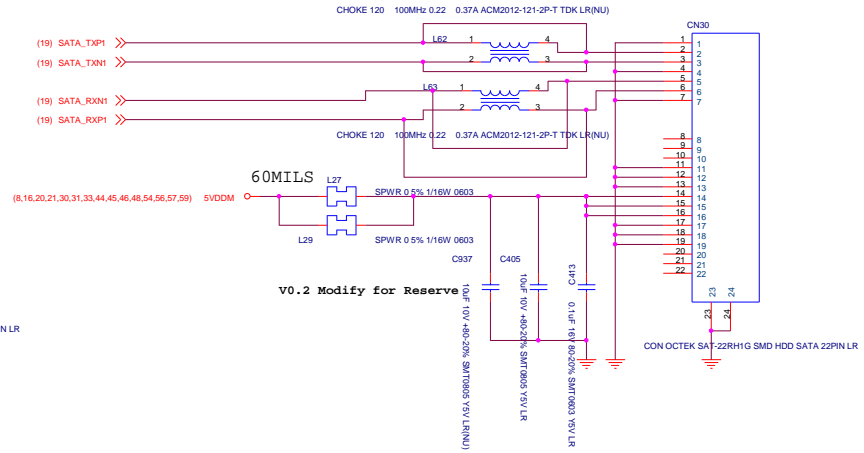 CHOKE 120 100MHz 0.22 0.37A ACM2012-121-2P-T TDK LR(NU)
CN30
(19) SATA_TXP1
L62
1
4
(19) SATA_TXN1
2
3
(19) SATA_RXN1
L63
1
4
(19) SATA_RXP1
2
3
CHOKE 120 100MHz 0.22 0.37A ACM2012-121-2P-T TDK LR(NU)
1 1
2 2
3 3
4 4
5 5
6 6
7 7
8 8
9 9
10 10
11 11
12 12
13 13
14 14
15 15
16 16
17 17
18 18
19 19
20 20
21 21
22 22
23 24
23 24
60MILS
(8,16,20,21,30,31,33,44,45,46,48,54,56,57,59) 5VDDM
L27
SPWR 0 5% 1/16W 0603
L29
SPWR 0 5% 1/16W 0603
C937
C405
C413
V0.2 Modify for Reserve
10uF 10V +80-20% SMT0805 Y5V LR(NU)
10uF 10V +80-20% SMT0805 Y5V LR
0.1uF 16V 80-20% SMT0603 Y5V LR
CON OCTEK SAT-22RH1G SMD HDD SATA 22PIN LR
N LR